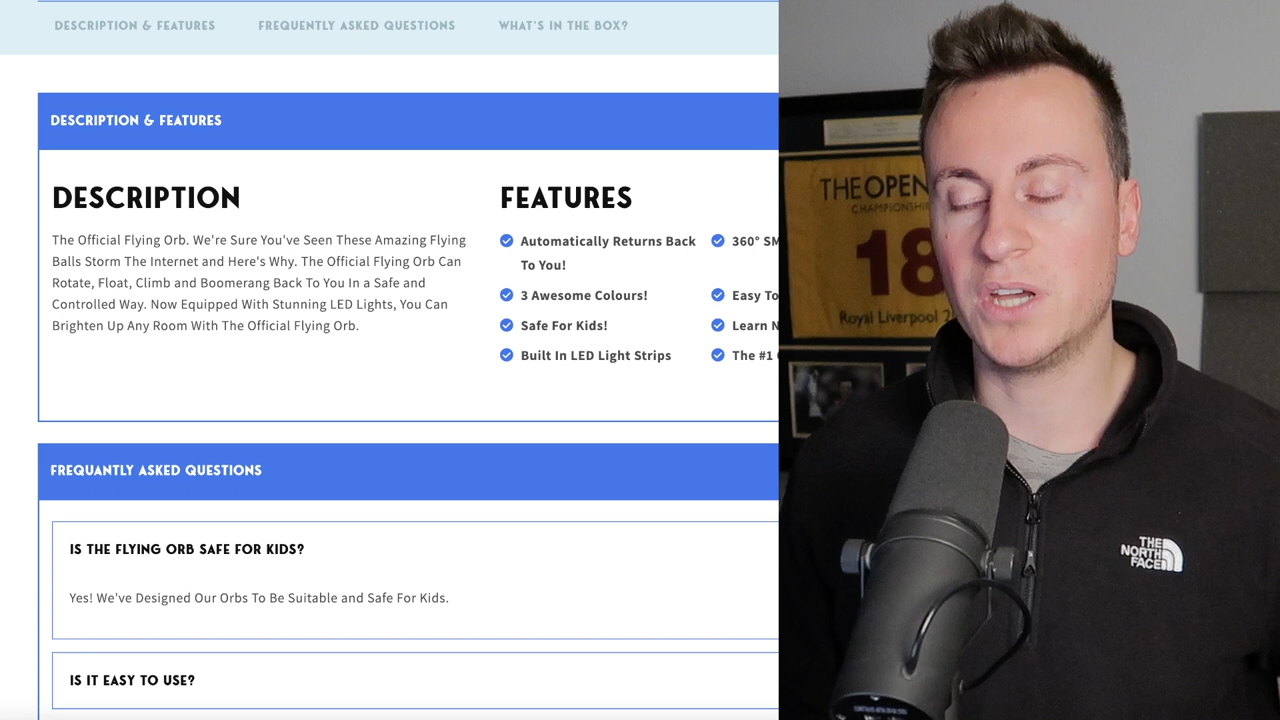 DESCRIPTION & FEATURES
FREQUENTLY ASKED QUESTIONS
WHAT'S IN THE BOX?
DESCRIPTION & FEATURES
DESCRIPTION
The Official Flying Orb. We're Sure You've Seen These Amazing Flying
Balls Storm The Internet and Here's Why. The Official Flying Orb Can
Rotate, Float, Climb and Boomerang Back To You In a Safe and
Controlled Way. Now Equipped With Stunning LED Lights, You Can
Brighten Up Any Room With The Official Flying Orb.
FEATURES
Automatically Returns Back
To You!
3 Awesome Colours!
Safe For Kids!
Built In LED Light Strips
360° SM
Easy To
Learn N
The #1
FREQUANTLY ASKED QUESTIONS
IS THE FLYING ORB SAFE FOR KIDS?
Yes! We've Designed Our Orbs To Be Suitable and Safe For Kids.
IS IT EASY TO USE?
THE OPEN
CHAMPIONSHI
18
Royal Liverpool 2
THE
NORTH
FACE